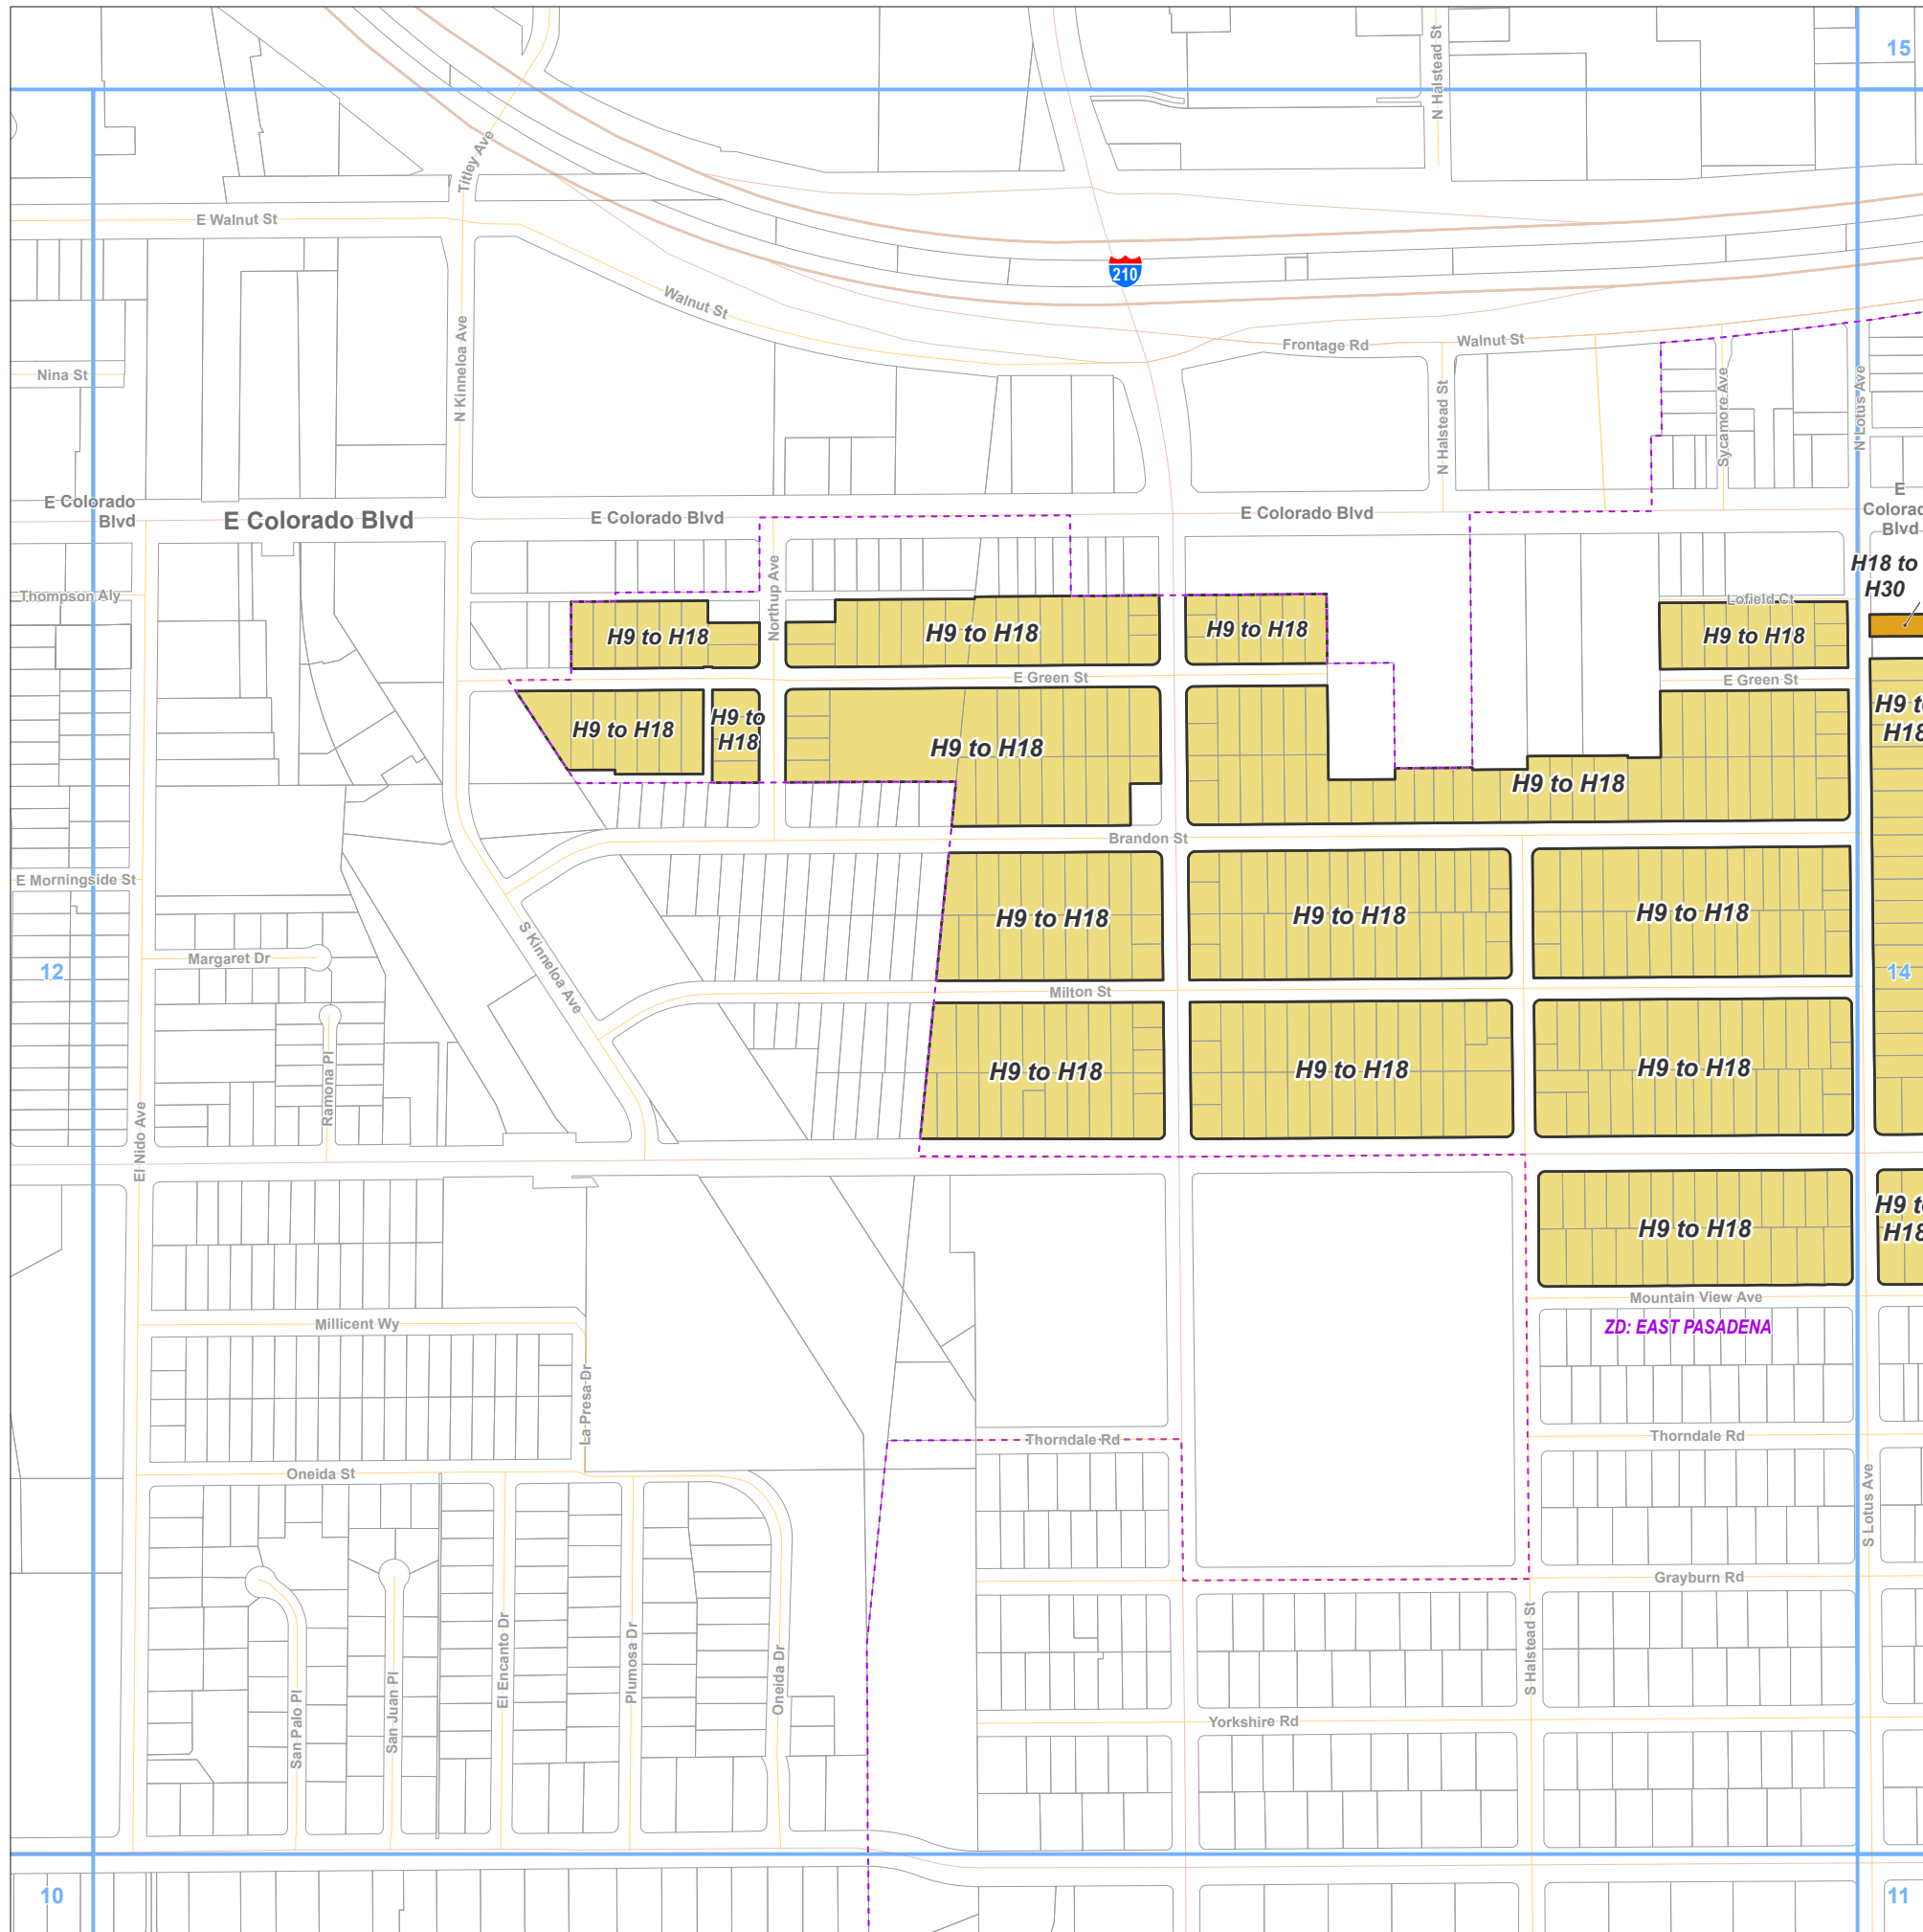 15
N Halstead St
Titley Ave
E Walnut St
210
Walnut St
N Kinneloa Ave
Frontage Rd
Walnut St
Nina St
N Halstead St
Sycamore Ave
N Lotus Ave
E Colorado
Blvd
E Colorado Blvd
E Colorado Blvd
E Colorado Blvd
E
Colorad
Blvd
H18 to
H30
Thompson Aly
Northup Ave
Lofield Ct
H9 to H18
H9 to H18
H9 to H18
H9 to H18
E Green St
E Green St
H9 to H18
H9 to
H18
H9 to H18
H9 to H18
H9 to
H18
Brandon St
E Morningside St
H9 to H18
H9 to H18
H9 to H18
Margaret Dr
S Kinneloa Ave
12
14
Milton St
Ramona Pl
H9 to H18
H9 to H18
H9 to H18
El Nido Ave
H9 to H18
H9 to
H18
Mountain View Ave
Millicent Wy
ZD: EAST PASADENA
La Presa Dr
Thorndale Rd
Thorndale Rd
Oneida St
S Lotus Ave
Grayburn Rd
San Palo Pl
San Juan Pl
El Encanto Dr
Plumosa Dr
Oneida Dr
S Halstead St
Yorkshire Rd
10
11